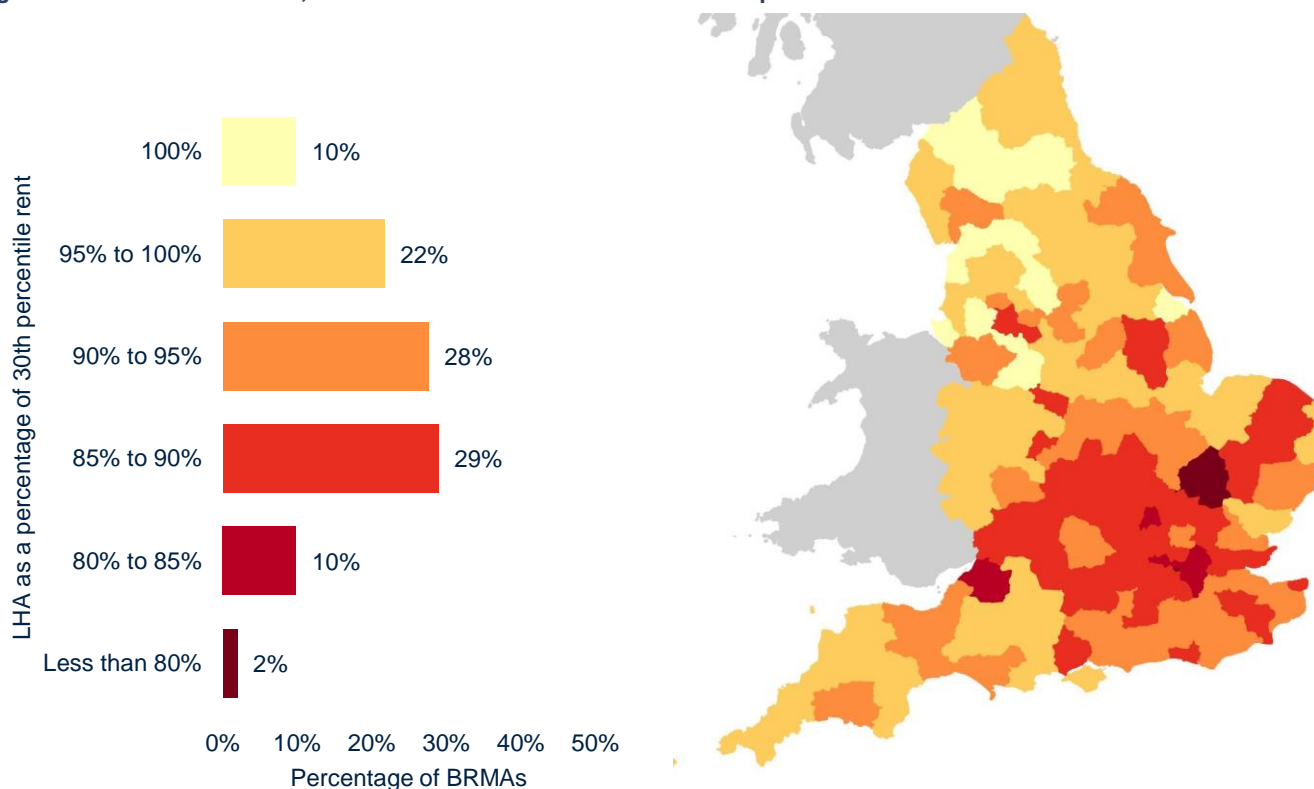 LHA as a percentage of 30th percentile rent
100%
10%
95% to 100%
22%
90% to 95%
28%
85% to 90%
29%
80% to 85%
10%
Less than 80%
2%
0% 10% 20% 30% 40% 50%
Percentage of BRMAs